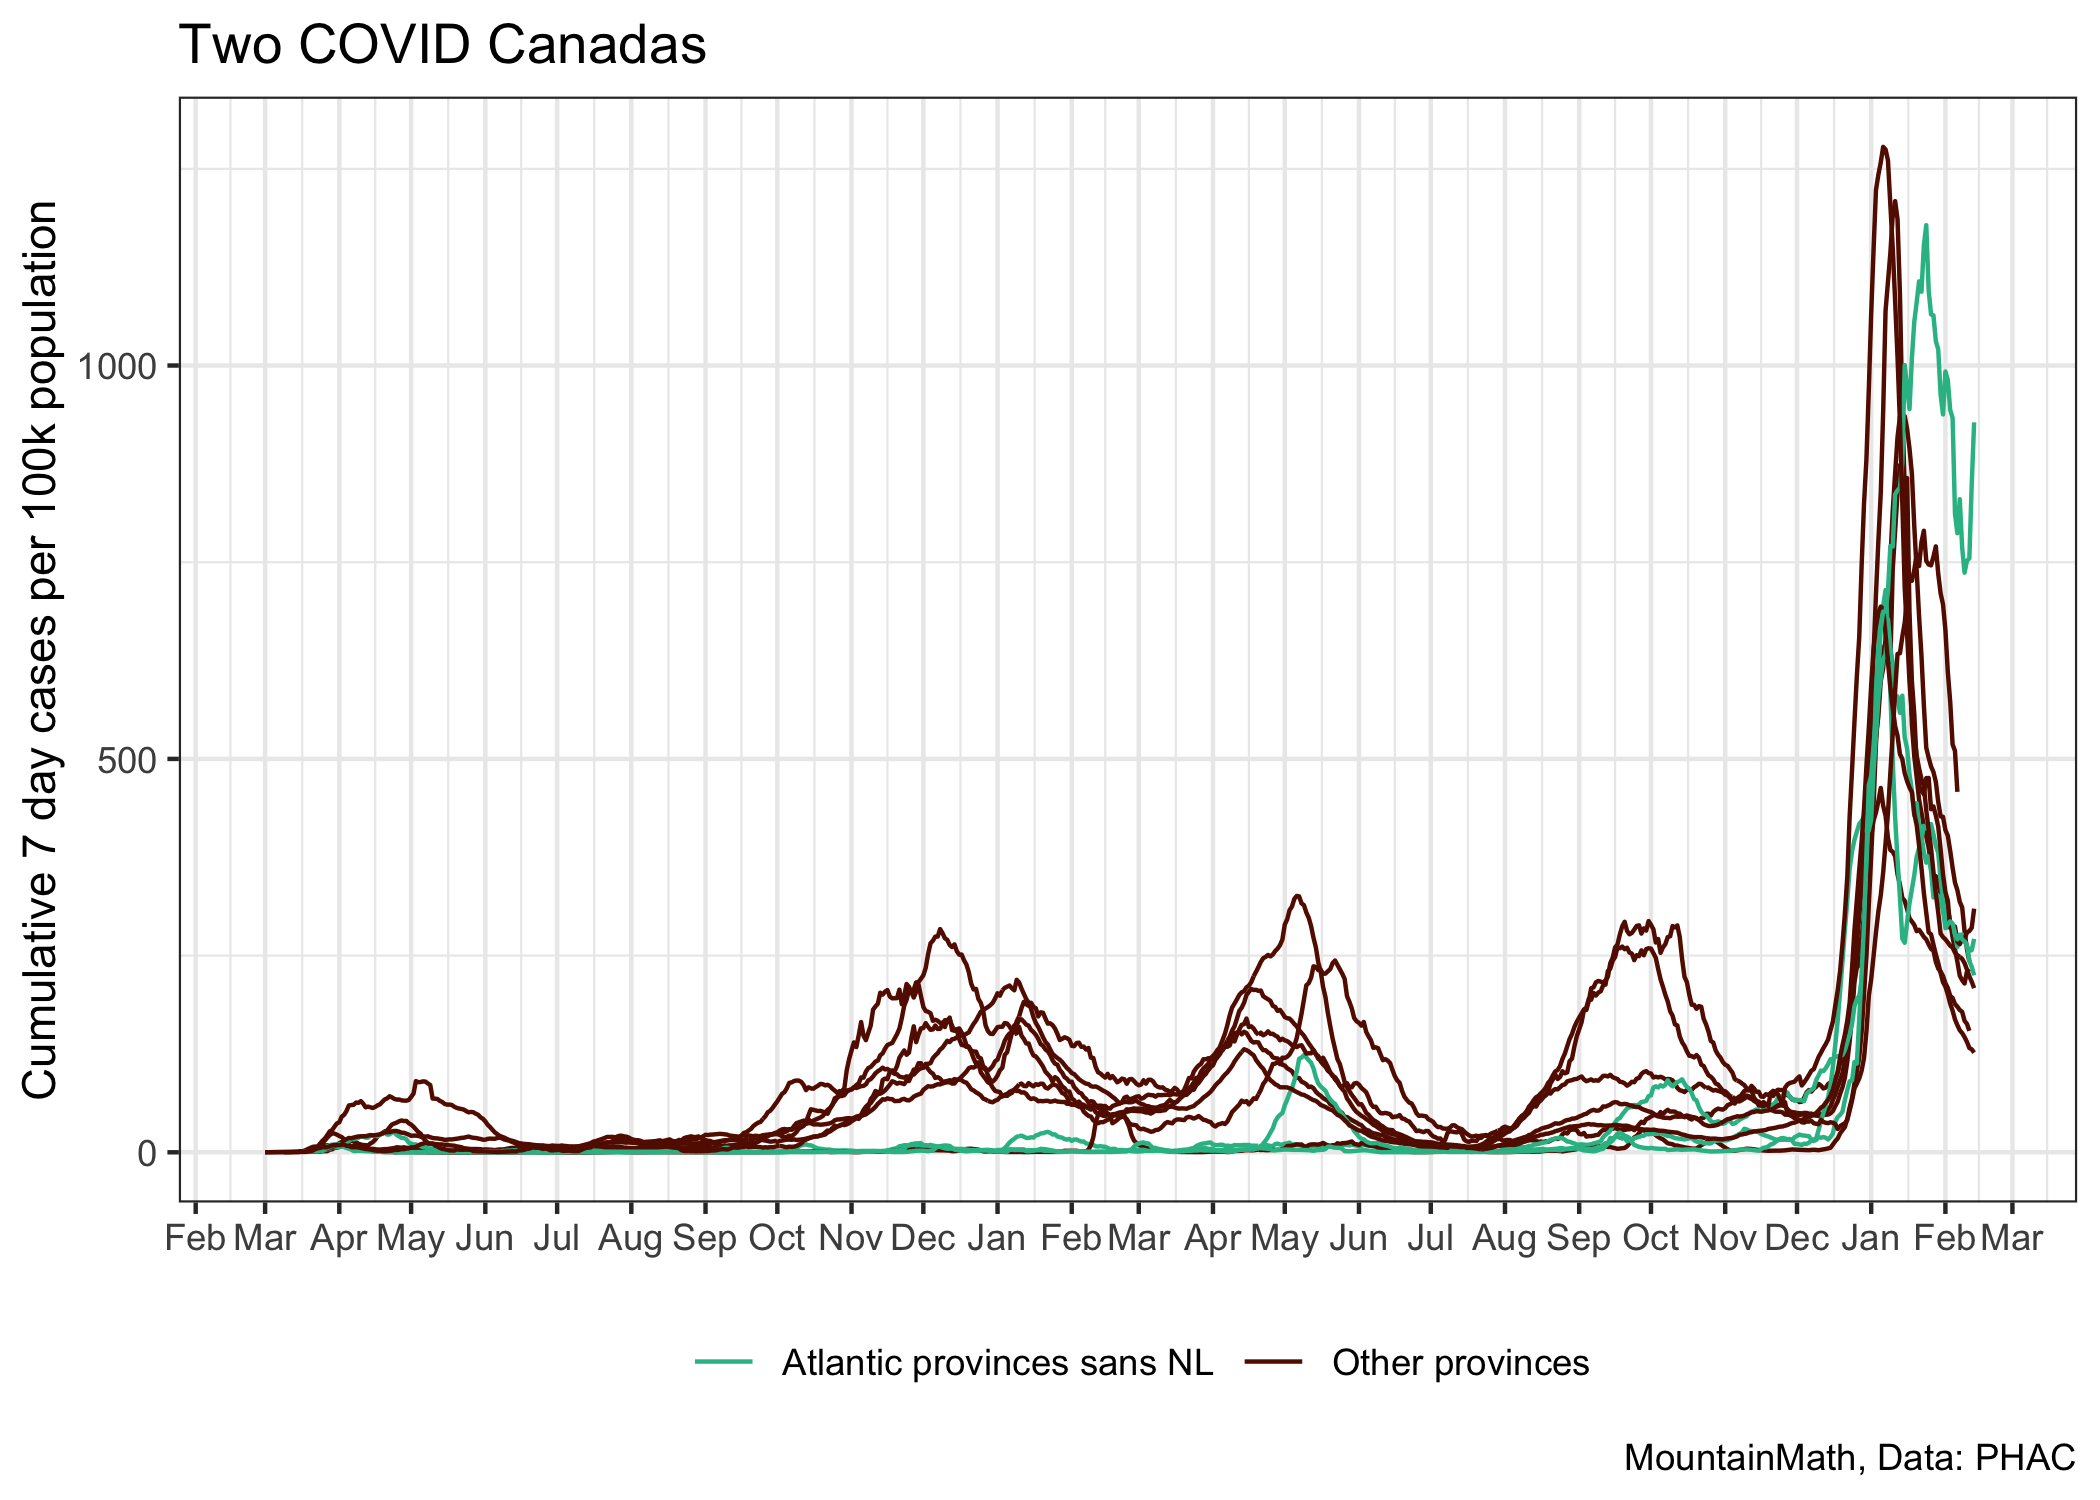 Two COVID Canadas
Cumulative 7 day cases per 100k population
1000
500
0
Feb Mar Apr May Jun Jul Aug Sep Oct Nov Dec Jan Feb Mar Apr May Jun Jul Aug Sep Oct Nov Dec Jan Feb Mar
Atlantic provinces sans NL Other provinces
MountainMath, Data: PHAC